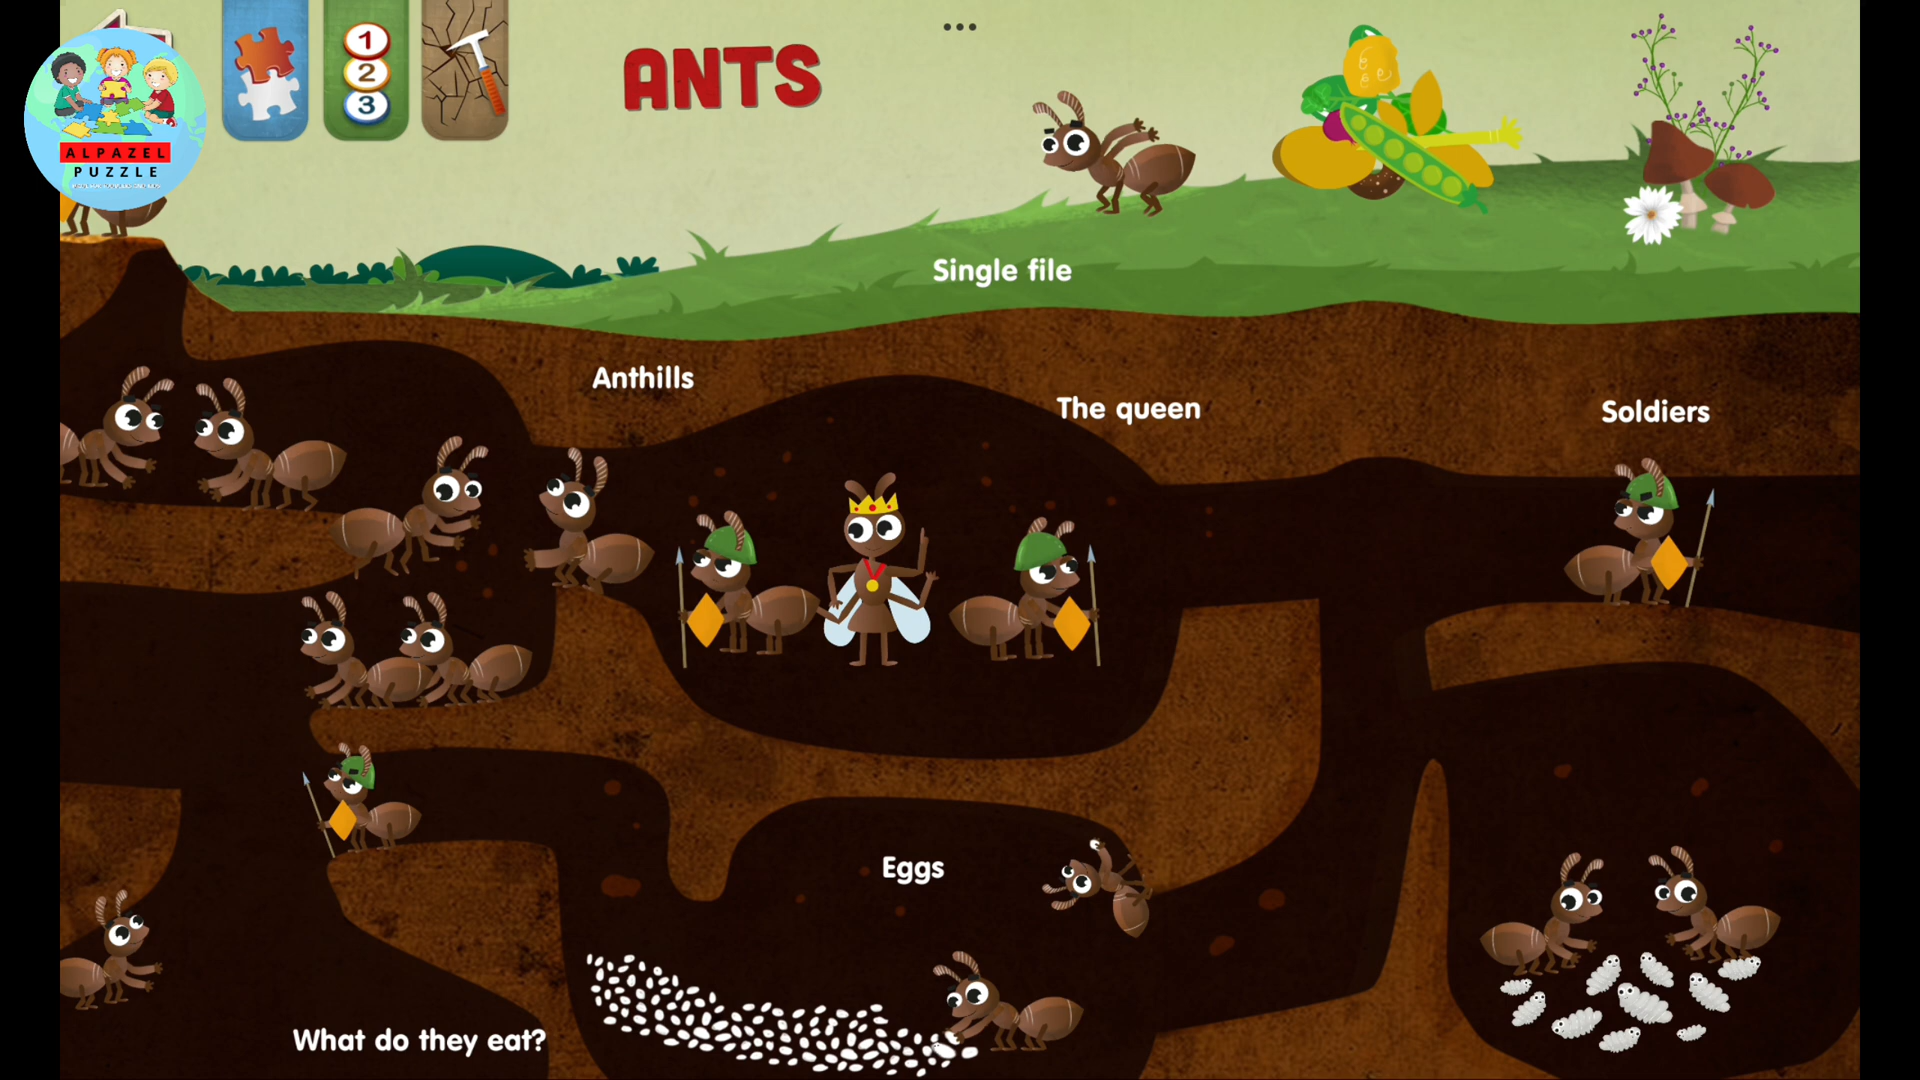 1
2
3
ANTS
ALPAZEL
PUZZLE
Single file
Anthills
The queen
Soldiers
Eggs
What do they eat?